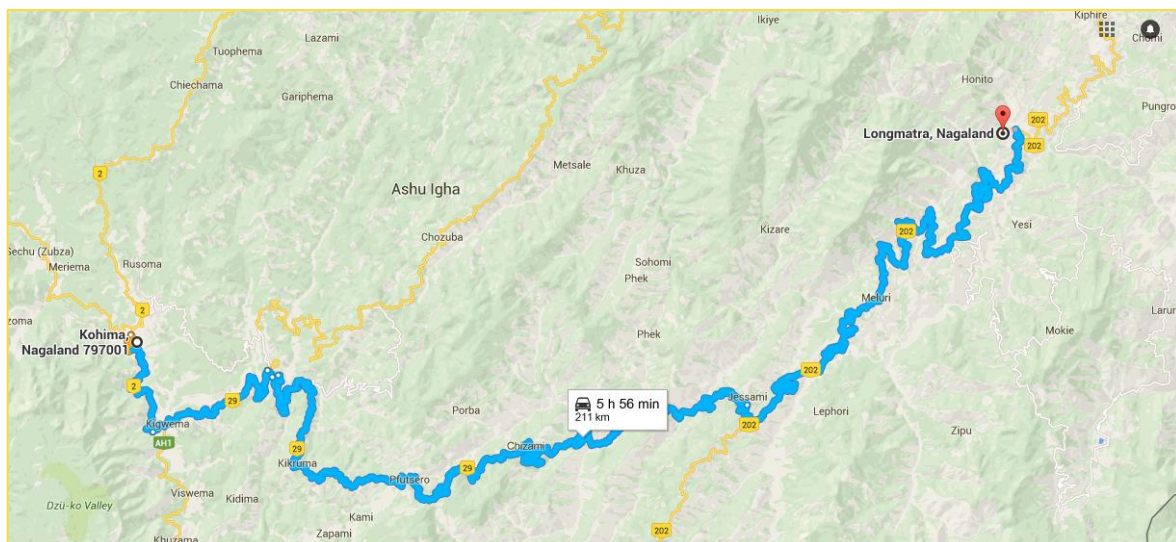 Kiphire
Ikiye
Lazami
Tuophema
Chomi
Chiechama
Honito
Gariphema
Pungro
202
Longmatra, Nagaland
202
Metsale
Khuza
2
Ashu Igha
Yesi
Kizare
202
Chozuba
Sechu (Zubza)
Rusoma
Meriema
Sohomi
Phek
Meluri
2
Larur
zoma
Mokie
Kohima,
Nagaland 797001
Phek
202
2
29
Jessami
5 h 56 min
211 km
Porba
Lephori
202
Kigwema
Zipu
AH1
Chizami
29
Kikruma
29
Pfutsero
Viswema
Kidima
Dzü-ko Valley
Kami
Zapami
202
Khuzama